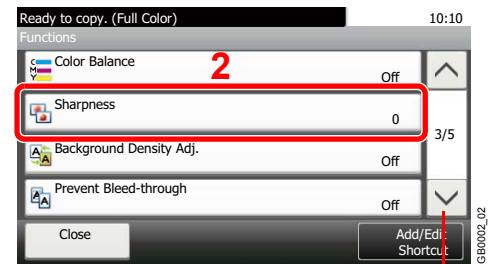 Ready to copy. (Full Color)
10:10
Functions
C
M
Y
Color Balance
2
Off
Sharpness
0
3/5
A
A
Background Density Adj.
Off
A
A
Prevent Bleed-through
Off
Close
Add/Edit
Shortcut
GB0002_02